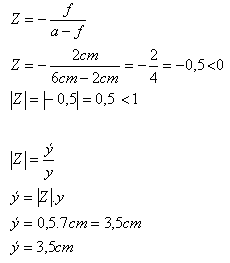 Z = − f / (a − f)
Z = − 2cm / (6cm − 2cm) = − 2/4 = −0,5 <0
|Z| = |− 0,5| = 0,5 <1
|Z| = ý / y
ý = |Z|.y
ý = 0,5.7cm = 3,5cm
ý = 3,5cm